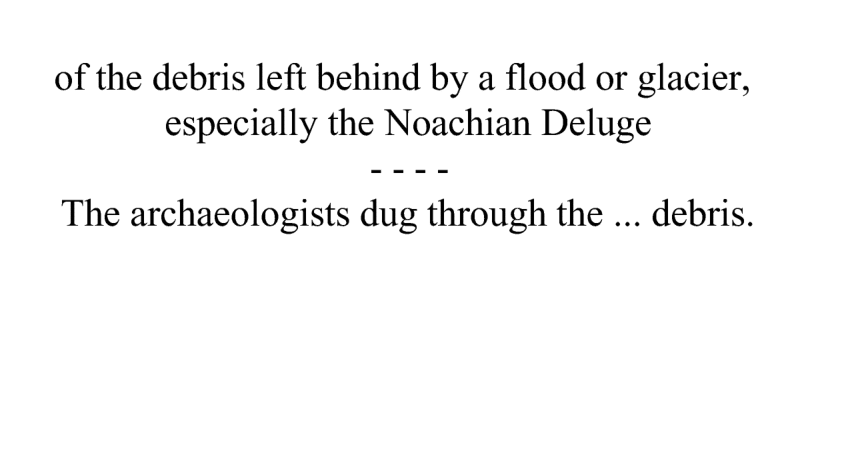 of the debris left behind by a flood or glacier,
especially the Noachian Deluge
- - - -
The archaeologists dug through the ... debris.